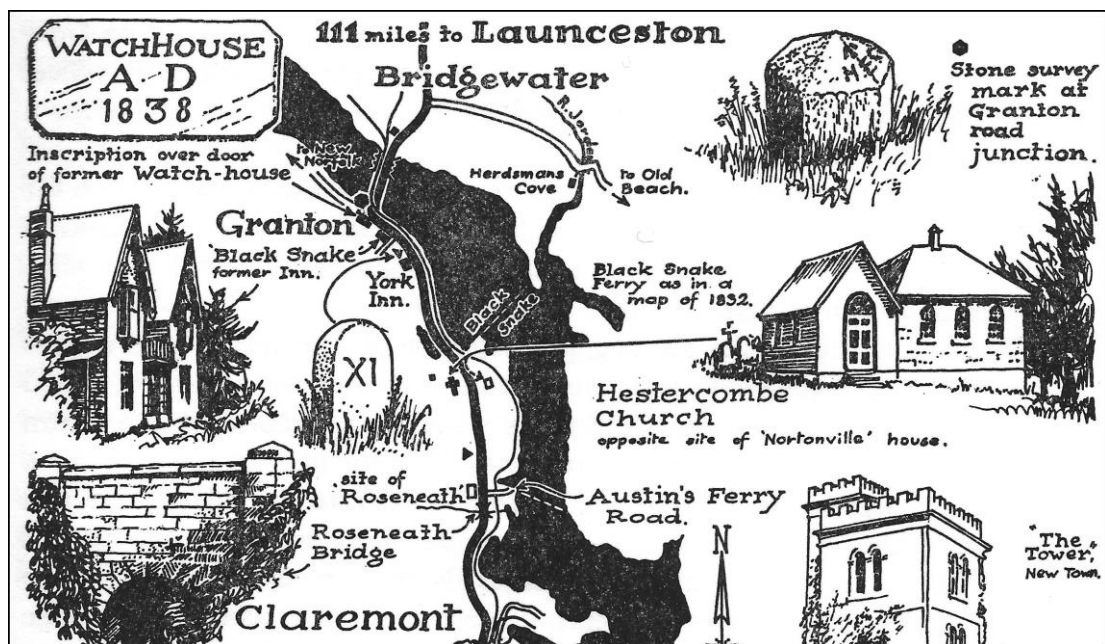 WATCHHOUSE
A D
1838
111 miles to Launceston
Bridgewater
Stone survey
mark at
Granton
road
junction.
Inscription over door
of former Watch-house
to New
Norfolk
R. Jordan
Herdsmans
Cove
to Old
Beach.
Granton
'Black Snake'
former Inn.
York
Inn.
Black
Snake
Black Snake
Ferry as in a
map of 1832.
XI
Hestercombe
Church
opposite site of 'Nortonville' house.
site of
Roseneath
Roseneath
Bridge
Austin's Ferry
Road.
N
"The
Tower,"
New Town.
Claremont